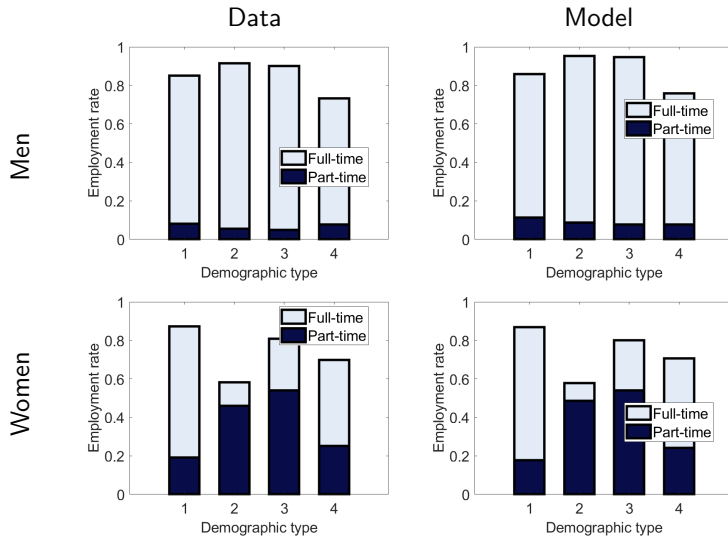 Data
Model
Men
Women
1
0.8
0.6
0.4
0.2
0
Employment rate
Full-time
Part-time
1 2 3 4
Demographic type
1
0.8
0.6
0.4
0.2
0
Employment rate
Full-time
Part-time
1 2 3 4
Demographic type
1
0.8
0.6
0.4
0.2
0
Employment rate
Full-time
Part-time
1 2 3 4
Demographic type
1
0.8
0.6
0.4
0.2
0
Employment rate
Full-time
Part-time
1 2 3 4
Demographic type